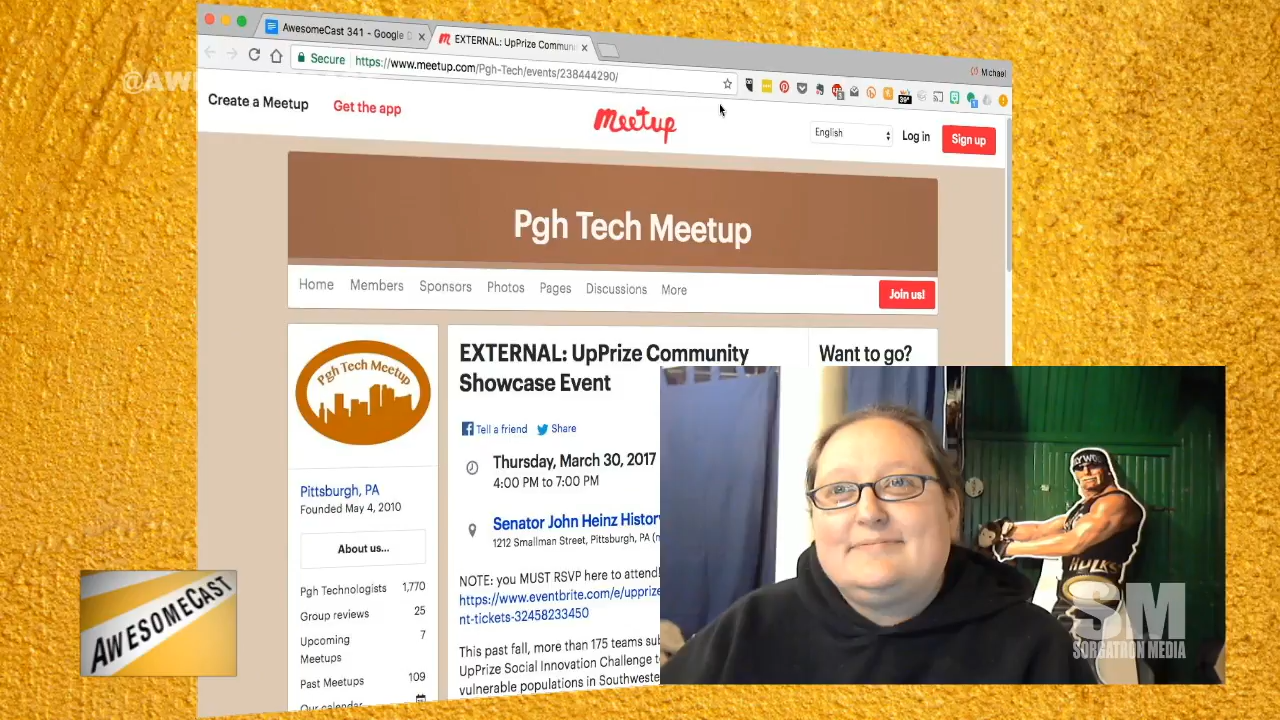 AwesomeCast 341 - Google D
EXTERNAL: UpPrize Commun
Michael
Secure
https://www.meetup.com/Pgh-Tech/events/238444290/
@AW
39°
Create a Meetup
Get the app
meetup
English
Log in
Sign up
Pgh Tech Meetup
Home
Members
Sponsors
Photos
Pages
Discussions
More
Join us!
Pgh Tech Meetup
Pittsburgh, PA
Founded May 4, 2010
About us...
Pgh Technologists 1,770
Group reviews 25
Upcoming 7
Meetups
Past Meetups 109
Our calendar
EXTERNAL: UpPrize Community
Showcase Event
Tell a friend
Share
Thursday, March 30, 2017
4:00 PM to 7:00 PM
Senator John Heinz History
1212 Smallman Street, Pittsburgh, PA (m
NOTE: you MUST RSVP here to attend!
https://www.eventbrite.com/e/upprize
nt-tickets-32458233450
This past fall, more than 175 teams sub
UpPrize Social Innovation Challenge t
vulnerable populations in Southweste
Want to go?
AWESOMECAST
HULK
SM
SORGATRON MEDIA